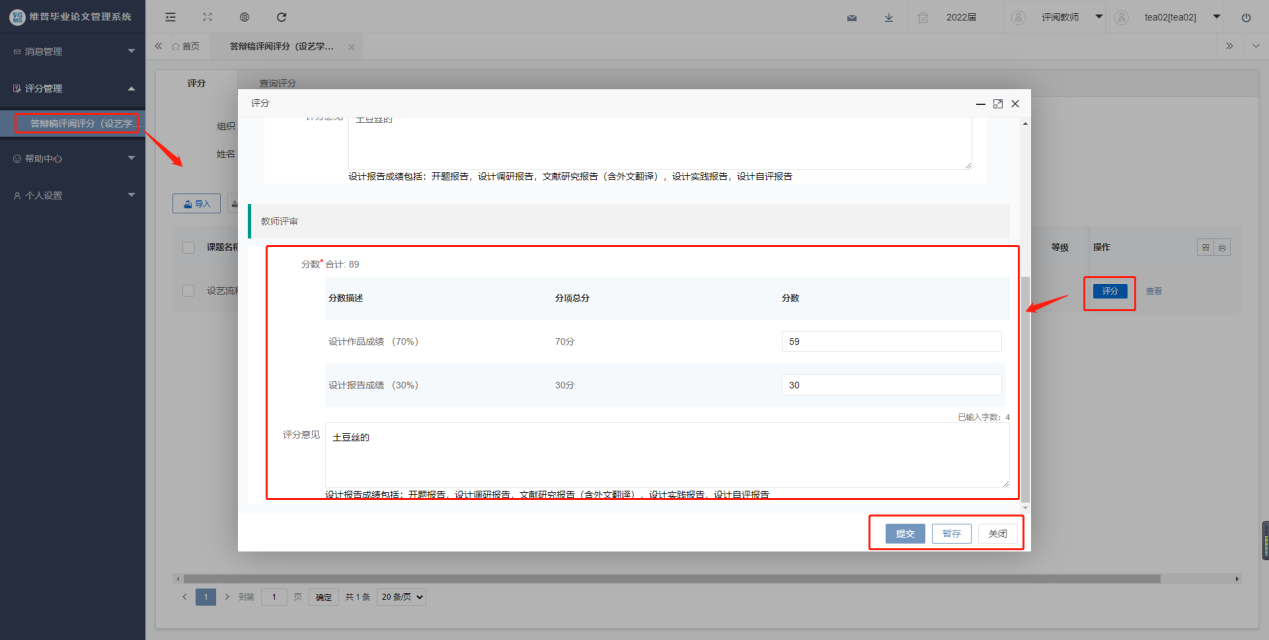 维普毕业论文管理系统
2022届
评阅教师
tea02[tea02]
消息管理
首页
答辩稿评阅评分（设艺学...
评分管理
评分
查询评分
答辩稿评阅评分（设艺学...
帮助中心
个人设置
组织
姓名
导入
课题名称
等级
操作
设艺流程
评分
查看
评分
评分意见
土豆丝的
设计报告成绩包括：开题报告，设计调研报告，文献研究报告（含外文翻译），设计实践报告，设计自评报告
教师评审
分数* 合计: 89
分数描述 分项总分 分数
设计作品成绩 （70%） 70分 59
设计报告成绩 （30%） 30分 30
已输入字数：4
评分意见
土豆丝的
设计报告成绩包括：开题报告，设计调研报告，文献研究报告（含外文翻译），设计实践报告，设计自评报告
提交 暂存 关闭
1 到第 1 页 确定 共 1 条 20 条/页